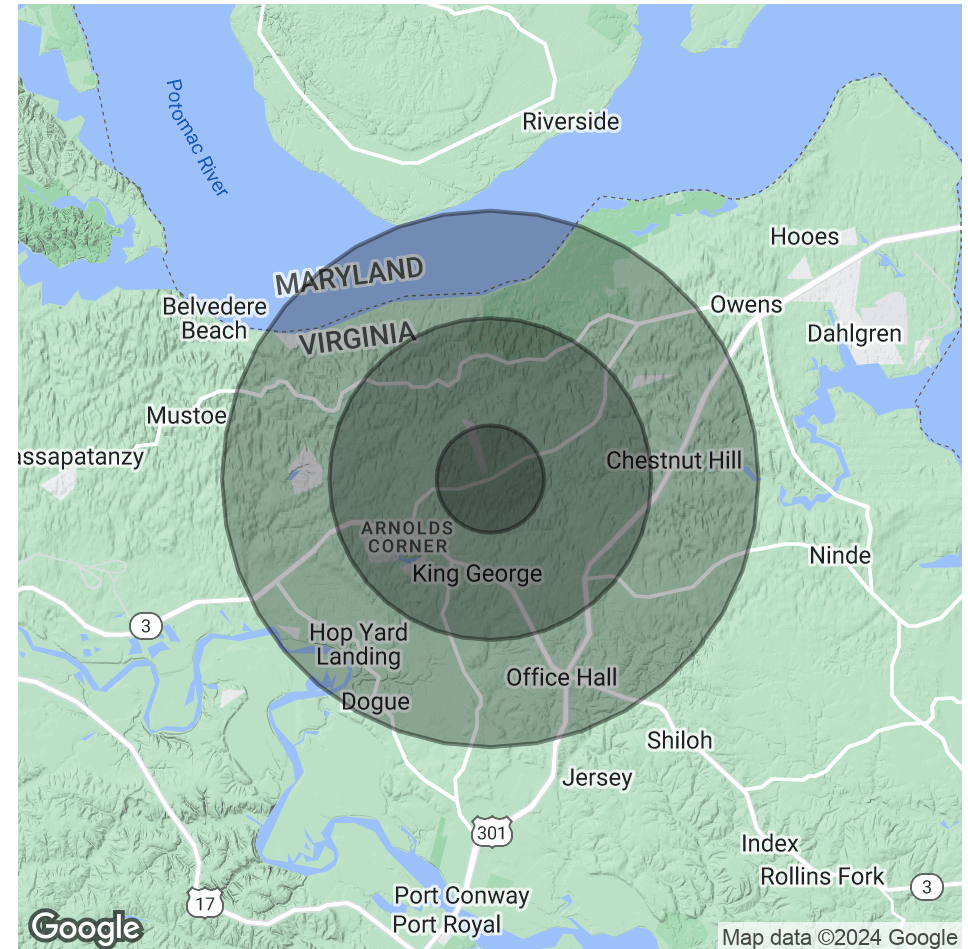 Riverside
Potomac River
Hooes
MARYLAND
Belvedere
Beach
Owens
VIRGINIA
Dahlgren
Mustoe
assapatanzy
Chestnut Hill
ARNOLDS
CORNER
Ninde
King George
3
Hop Yard
Landing
Office Hall
Dogue
Shiloh
Jersey
301
Index
Rollins Fork
3
Port Conway
17
Port Royal
Google
Map data ©2024 Google